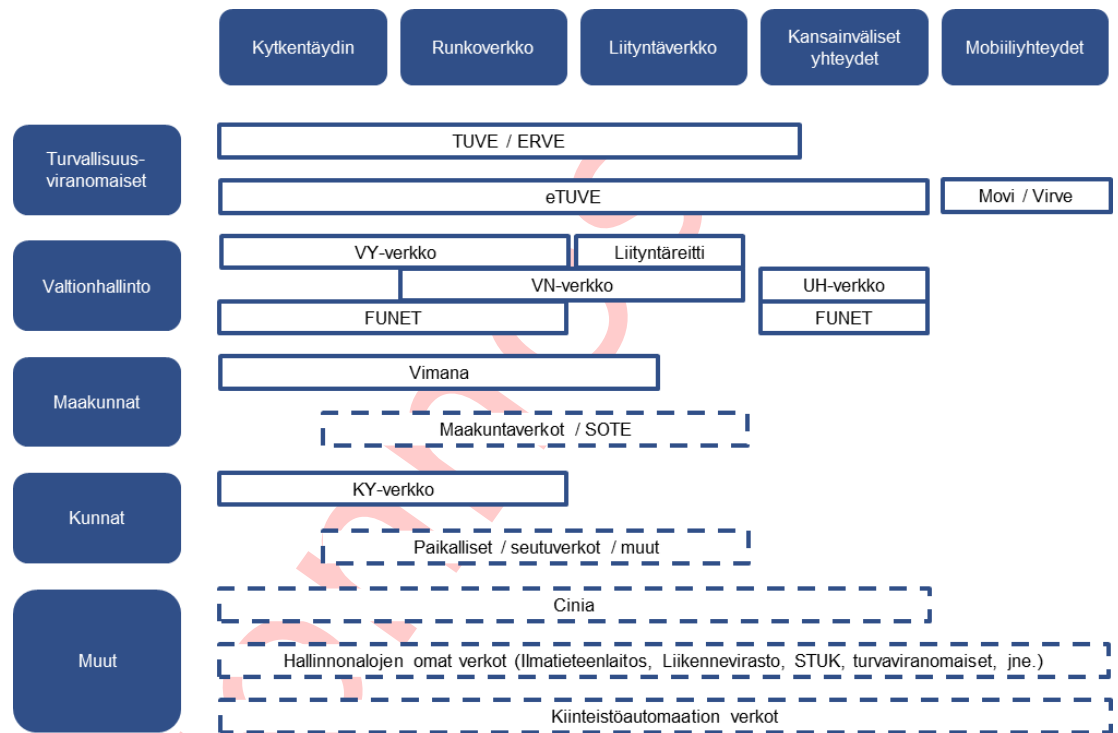 Kytkentäydin
Runkoverkko
Liityntäverkko
Kansainväliset
yhteydet
Mobiiliyhteydet
Turvallisuus-
viranomaiset
TUVE / ERVE
eTUVE
Movi / Virve
Valtionhallinto
VY-verkko
Liityntäreitti
VN-verkko
UH-verkko
FUNET
FUNET
Maakunnat
Vimana
Maakuntaverkot / SOTE
Kunnat
KY-verkko
Paikalliset / seutuverkot / muut
Muut
Cinia
Hallinnonalojen omat verkot (Ilmatieteenlaitos, Liikennevirasto, STUK, turvaviranomaiset, jne.)
Kiinteistöautomaation verkot